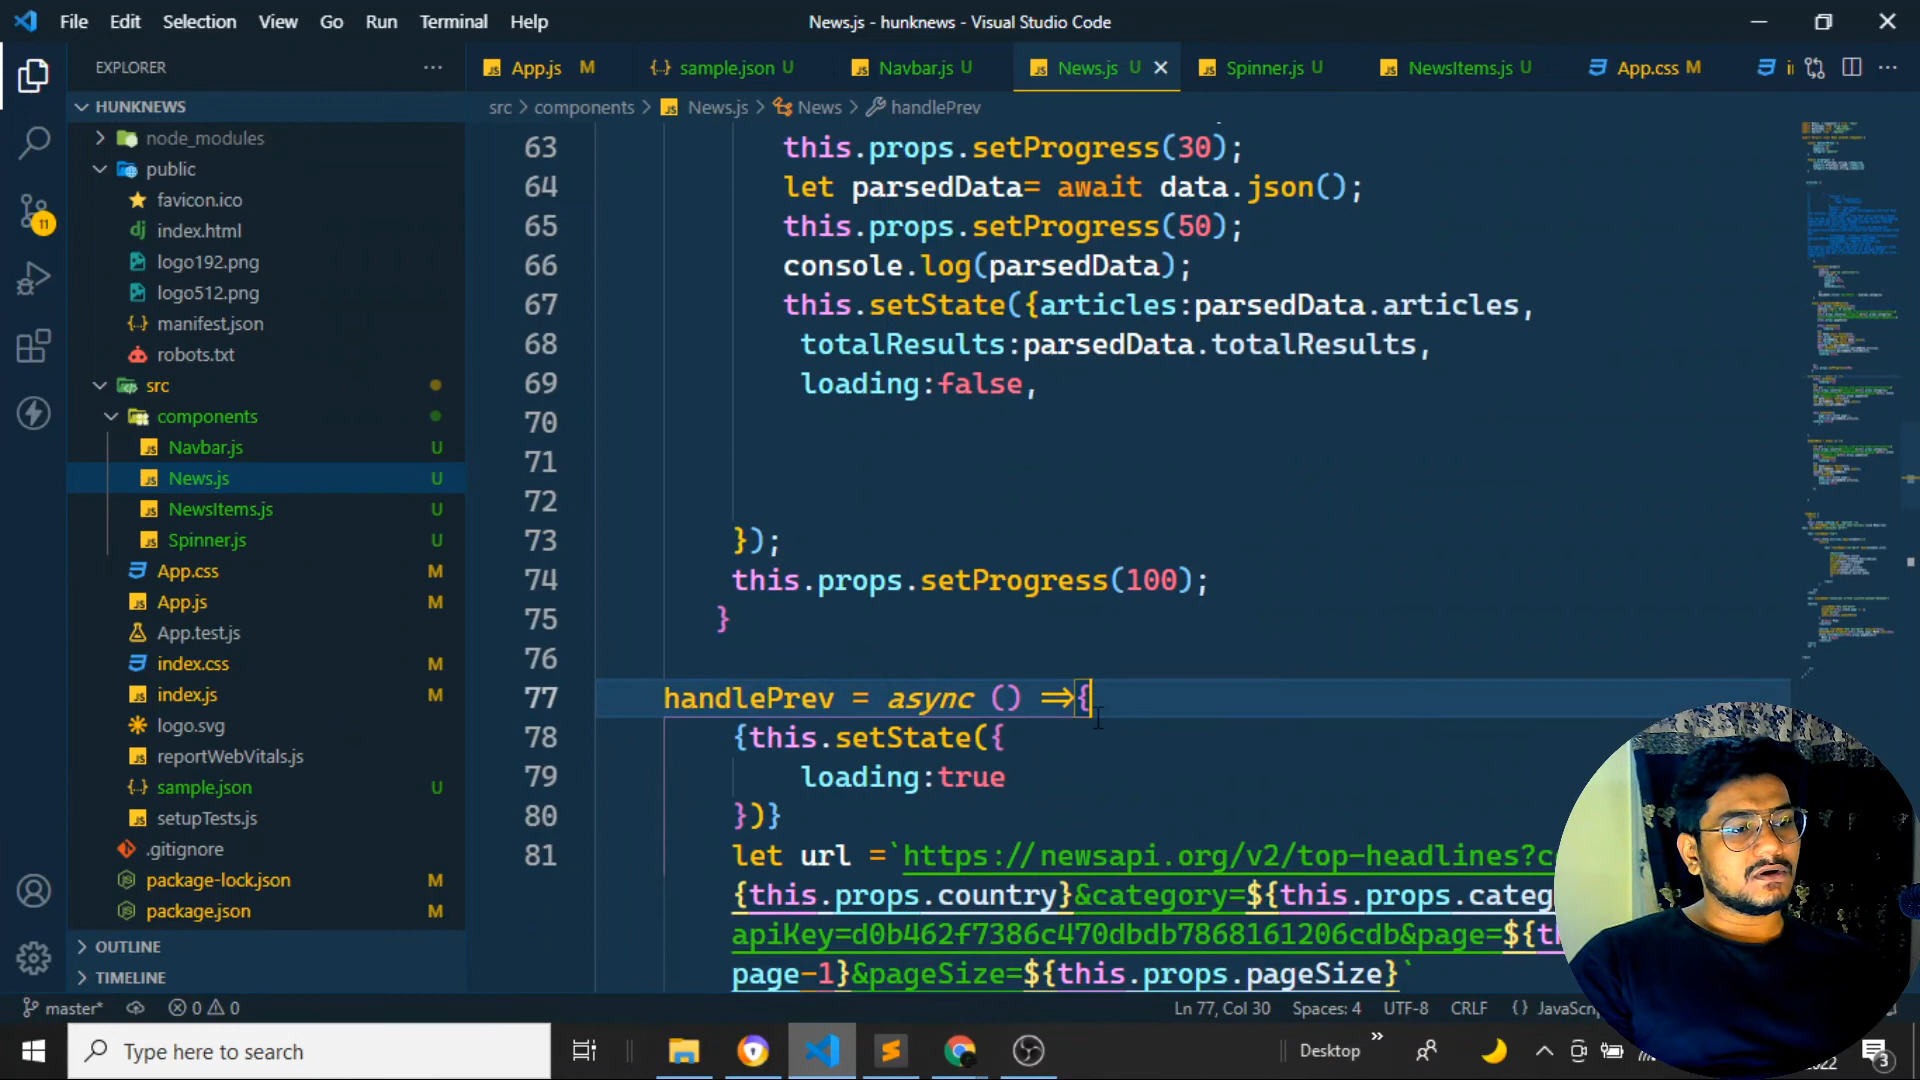 File Edit Selection View Go Run Terminal Help News.js - hunknews - Visual Studio Code
EXPLORER
App.js M
sample.json U
Navbar.js U
News.js U
Spinner.js U
NewsItems.js U
App.css M
src > components > News.js > News > handlePrev
HUNKNEWS
node_modules
public
favicon.ico
index.html
logo192.png
logo512.png
manifest.json
robots.txt
src
components
Navbar.js U
News.js U
NewsItems.js U
Spinner.js U
App.css M
App.js M
App.test.js
index.css M
index.js M
logo.svg
reportWebVitals.js
sample.json U
setupTests.js
.gitignore
package-lock.json M
package.json M
OUTLINE
TIMELINE
11
63 this.props.setProgress(30);
64 let parsedData= await data.json();
65 this.props.setProgress(50);
66 console.log(parsedData);
67 this.setState({articles:parsedData.articles,
68 totalResults:parsedData.totalResults,
69 loading:false,
70
71
72
73 });
74 this.props.setProgress(100);
75 }
76
77 handlePrev = async () =>{
78 {this.setState({
79 loading:true
80 })}
81 let url =`https://newsapi.org/v2/top-headlines?c
{this.props.country}&category=${this.props.categ
apiKey=d0b462f7386c470dbdb7868161206cdb&page=${th
page-1}&pageSize=${this.props.pageSize}`
master* 0 0 Ln 77, Col 30 Spaces: 4 UTF-8 CRLF {} JavaSc
Type here to search
Desktop
2022
3